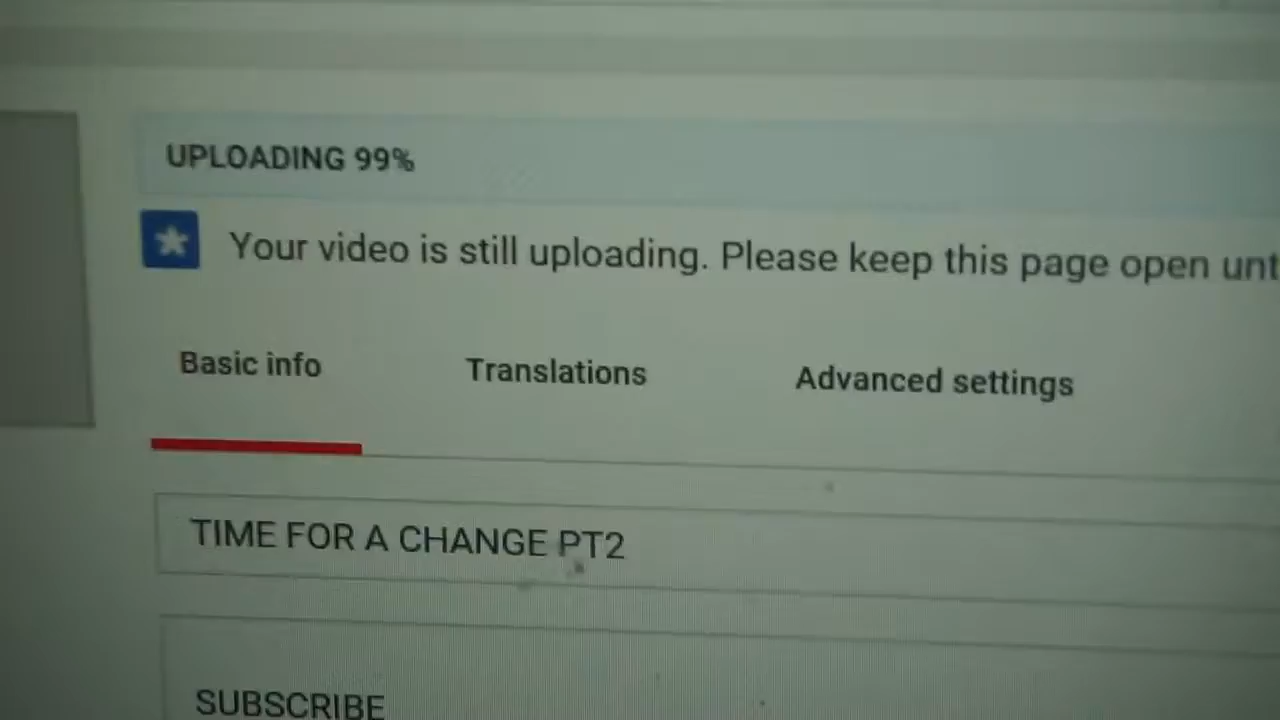 UPLOADING 99%
Your video is still uploading. Please keep this page open
Basic info Translations Advanced settings
TIME FOR A CHANGE PT2
SUBSCRIBE